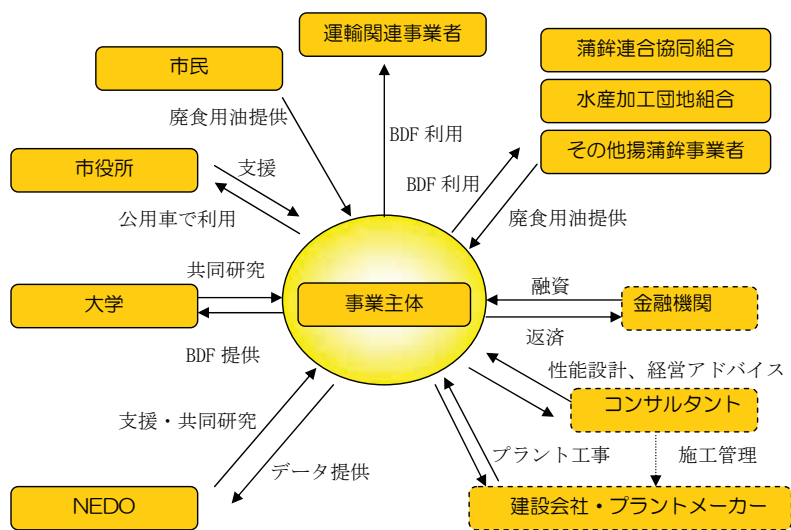 運輸関連事業者
蒲鉾連合協同組合
市民
水産加工団地組合
廃食用油提供
その他揚蒲鉾事業者
BDF 利用
市役所
支援
BDF 利用
公用車で利用
廃食用油提供
共同研究
融資
大学
事業主体
金融機関
返済
BDF 提供
性能設計、経営アドバイス
コンサルタント
支援・共同研究
プラント工事
施工管理
データ提供
NEDO
建設会社・プラントメーカー